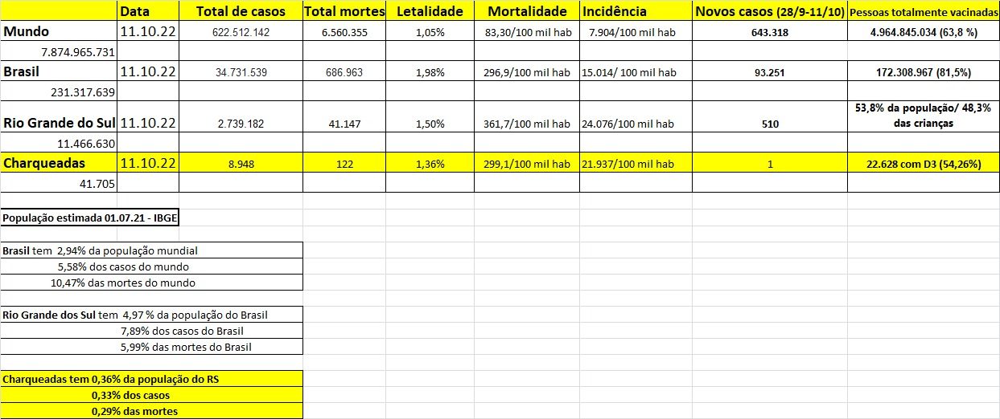 Data Total de casos Total mortes Letalidade Mortalidade Incidência Novos casos (28/9-11/10) Pessoas totalmente vacinadas
Mundo 11.10.22 622.512.142 6.560.355 1,05% 83,30/100 mil hab 7.904/100 mil hab 643.318 4.964.845.034 (63,8 %)
7.874.965.731
Brasil 11.10.22 34.731.539 686.963 1,98% 296,9/100 mil hab 15.014/ 100 mil hab 93.251 172.308.967 (81,5%)
231.317.639
Rio Grande do Sul 11.10.22 2.739.182 41.147 1,50% 361,7/100 mil hab 24.076/100 mil hab 510 53,8% da população/ 48,3%
das crianças
11.466.630
Charqueadas 11.10.22 8.948 122 1,36% 299,1/100 mil hab 21.937/100 mil hab 1 22.628 com D3 (54,26%)
41.705
População estimada 01.07.21 - IBGE
Brasil tem 2,94% da população mundial
5,58% dos casos do mundo
10,47% das mortes do mundo
Rio Grande dos Sul tem 4,97 % da população do Brasil
7,89% dos casos do Brasil
5,99% das mortes do Brasil
Charqueadas tem 0,36% da população do RS
0,33% dos casos
0,29% das mortes